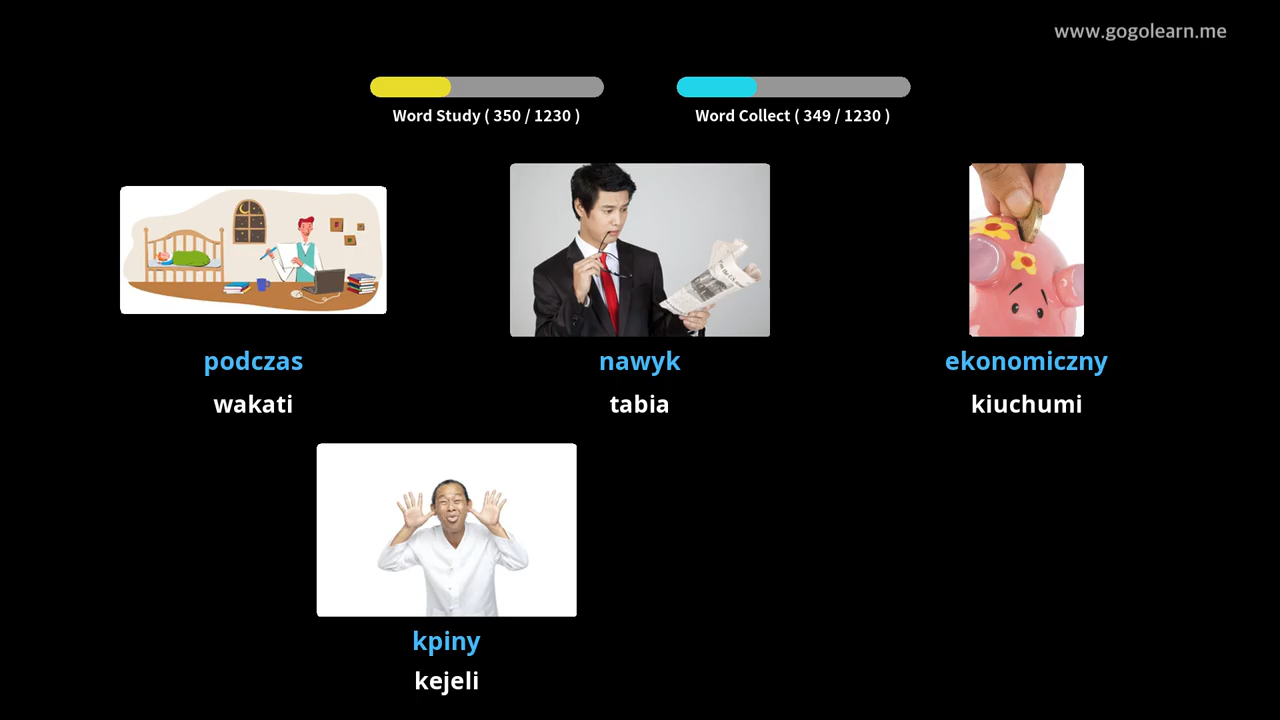 www.gogolearn.me
Word Study ( 350 / 1230 )
Word Collect ( 349 / 1230 )
podczas
nawyk
ekonomiczny
wakati
tabia
kiuchumi
kpiny
kejeli